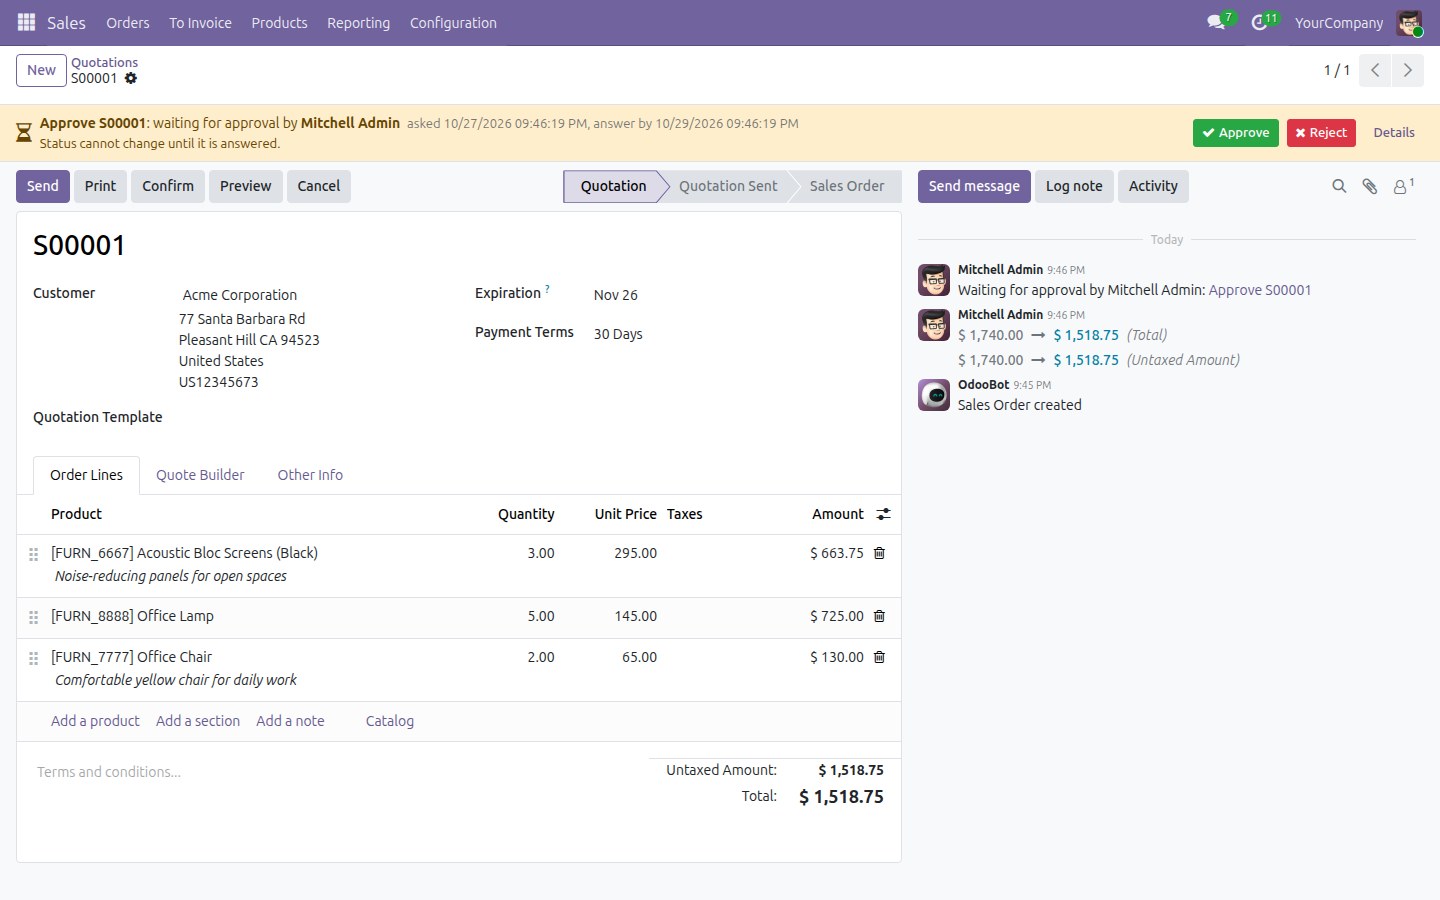 Sales Orders To Invoice Products Reporting Configuration 7 11 YourCompany
New Quotations
S00001
1 / 1
Approve S00001: waiting for approval by Mitchell Admin asked 10/27/2026 09:46:19 PM, answer by 10/29/2026 09:46:19 PM
Status cannot change until it is answered.
Approve Reject Details
Send Print Confirm Preview Cancel Quotation Quotation Sent Sales Order
Send message Log note Activity 1
S00001
Customer Acme Corporation
77 Santa Barbara Rd
Pleasant Hill CA 94523
United States
US12345673
Expiration ? Nov 26
Payment Terms 30 Days
Quotation Template
Order Lines Quote Builder Other Info
Product Quantity Unit Price Taxes Amount
[FURN_6667] Acoustic Bloc Screens (Black) 3.00 295.00 $ 663.75
Noise-reducing panels for open spaces
[FURN_8888] Office Lamp 5.00 145.00 $ 725.00
[FURN_7777] Office Chair 2.00 65.00 $ 130.00
Comfortable yellow chair for daily work
Add a product Add a section Add a note Catalog
Terms and conditions...
Untaxed Amount: $ 1,518.75
Total: $ 1,518.75
Today
Mitchell Admin 9:46 PM
Waiting for approval by Mitchell Admin: Approve S00001
Mitchell Admin 9:46 PM
$ 1,740.00 → $ 1,518.75 (Total)
$ 1,740.00 → $ 1,518.75 (Untaxed Amount)
OdooBot 9:45 PM
Sales Order created